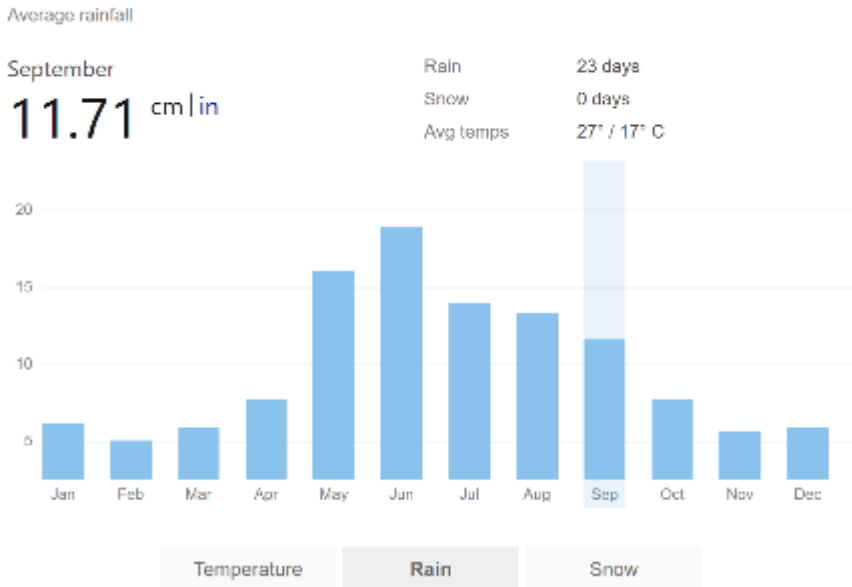 Average rainfall
September
11.71 cm | in
Rain 23 days
Snow 0 days
Avg temps 27° / 17° C
20
15
10
5
Jan Feb Mar Apr May Jun Jul Aug Sep Oct Nov Dec
Temperature Rain Snow